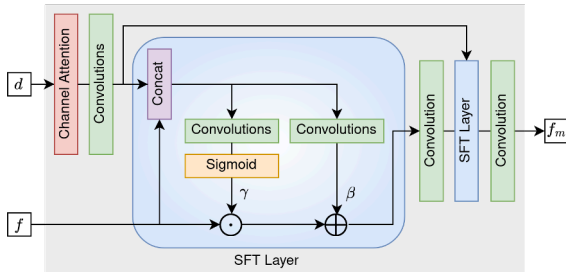 d
Channel Attention
Convolutions
Concat
Convolutions
Convolutions
Sigmoid
γ
β
f
SFT Layer
Convolution
SFT Layer
Convolution
f_m